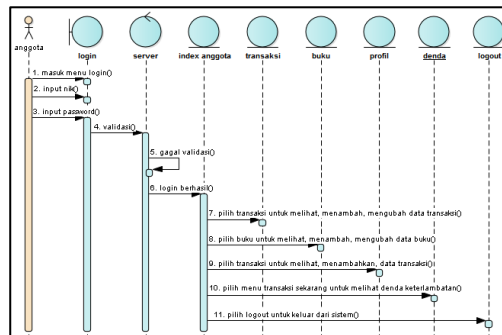 anggota
login
server
index anggota
transaksi
buku
profil
denda
logout
1. masuk menu login()
2. input nik()
3. input password()
4. validasi()
5. gagal validasi()
6. login berhasil()
7. pilih transaksi untuk melihat, menambah, mengubah data transaksi()
8. pilih buku untuk melihat, menambah, mengubah data buku()
9. pilih transaksi untuk melihat, menambahkan, data transaksi()
10. pilih menu transaksi sekarang untuk melihat denda keterlambatan()
11. pilih logout untuk keluar dari sistem()